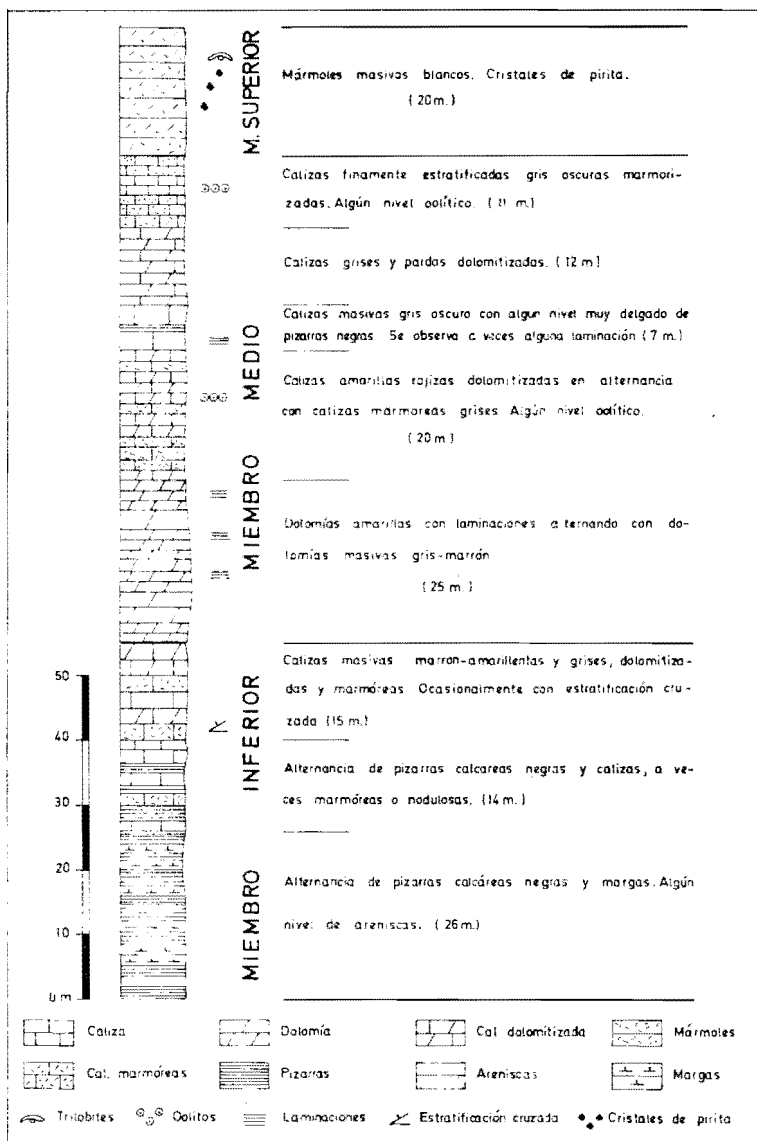 M. SUPERIOR
Mármoles masivas blancos. Cristales de pirita.
(20m.)
MIEMBRO MEDIO
Calizas finamente estratificadas gris oscuras marmori-
zadas. Algún nivel oolítico. (11 m.)
Calizas grises y pardas dolomitizadas. (12 m)
Calizas masivas gris oscuro con algun nivel muy delgado de
pizarras negras Se observa a veces alguna laminación (7 m.)
Calizas amarillas rojizas dolomitizadas en alternancia
con calizas mármoreas grises Algún nivel oolítico.
(20 m)
Dolomías amarillas con laminaciones alternando con do-
lomías masivas gris-marrón
(25 m.)
MIEMBRO INFERIOR
Calizas masivas marrón-amarillentas y grises, dolomitiza-
das y marmóreas Ocasionalmente con estratificación cru-
zada (15 m.)
Alternancia de pizarras calcareas negras y calizas, a ve-
ces marmóreas o nodulosas. (14 m.)
Alternancia de pizarras calcáreas negras y margas. Algún
nivel de areniscas. (26 m.)
50
40
30
20
10
0 m
Caliza
Dolomía
Cal dolomitizada
Mármoles
Cal. marmóreas
Pizarras
Areniscas
Margas
Trilobites
Oolitos
Laminaciones
Estratificación cruzada
Cristales de pirita